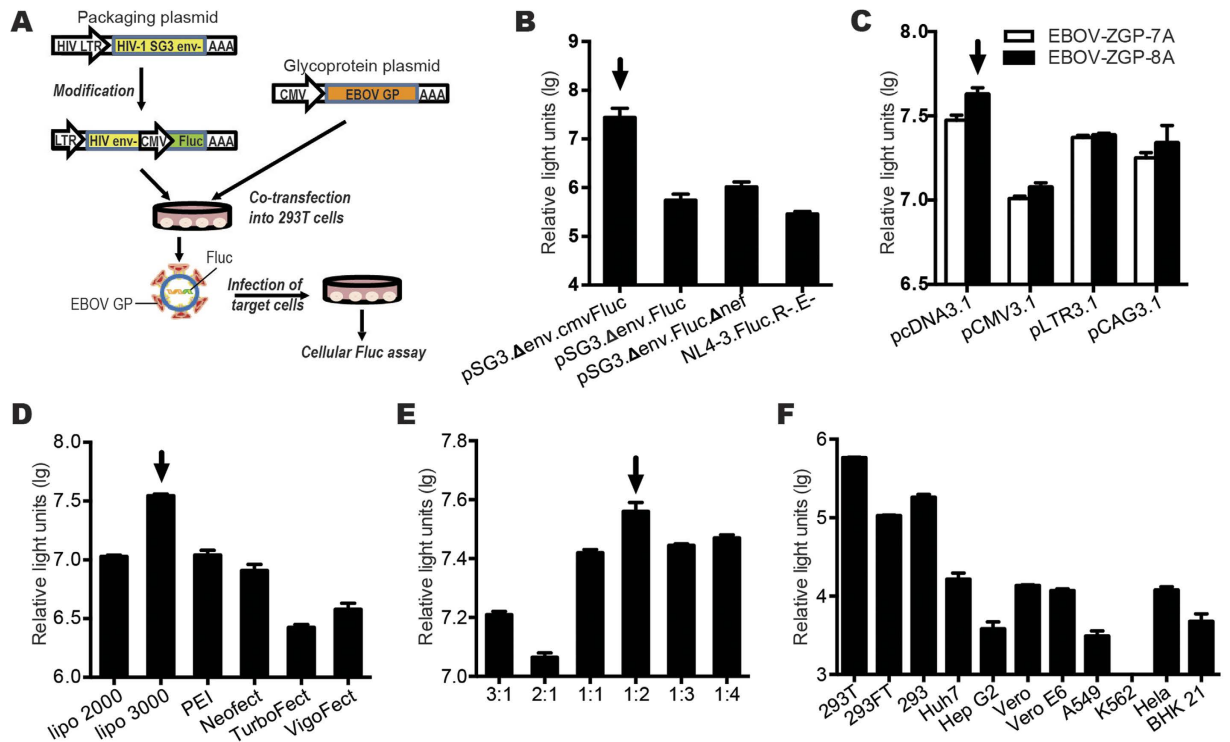 A
Packaging plasmid
HIV LTR HIV-1 SG3 env- AAA
Modification
Glycoprotein plasmid
CMV EBOV GP AAA
LTR HIV env- CMV Fluc AAA
Co-transfection
into 293T cells
Fluc
EBOV GP
Infection of
target cells
Cellular Fluc assay
B
Relative light units (lg)
9
8
7
6
5
4
pSG3.Δenv.cmvFluc
pSG3.Δenv.Fluc
pSG3.Δenv.Fluc.Δnef
NL4-3.Fluc.R-.E-
C
EBOV-ZGP-7A
EBOV-ZGP-8A
Relative light units (lg)
8.0
7.5
7.0
6.5
pcDNA3.1
pCMV3.1
pLTR3.1
pCAG3.1
D
Relative light units (lg)
8.0
7.5
7.0
6.5
6.0
lipo 2000
lipo 3000
PEI
Neofect
TurboFect
VigoFect
E
Relative light units (lg)
7.8
7.6
7.4
7.2
7.0
3:1 2:1 1:1 1:2 1:3 1:4
F
Relative light units (lg)
6
5
4
3
293T
293FT
293
Huh7
Hep G2
Vero
Vero E6
A549
K562
Hela
BHK 21